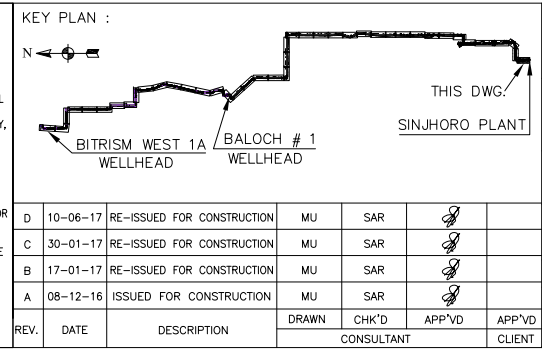 KEY PLAN :
N
THIS DWG.
SINJHORO PLANT
BITRISM WEST 1A
WELLHEAD
BALOCH # 1
WELLHEAD
Y,
OR
E
D 10-06-17 RE-ISSUED FOR CONSTRUCTION MU SAR
C 30-01-17 RE-ISSUED FOR CONSTRUCTION MU SAR
B 17-01-17 RE-ISSUED FOR CONSTRUCTION MU SAR
A 08-12-16 ISSUED FOR CONSTRUCTION MU SAR
REV. DATE DESCRIPTION DRAWN CHK'D APP'VD APP'VD
CONSULTANT CLIENT